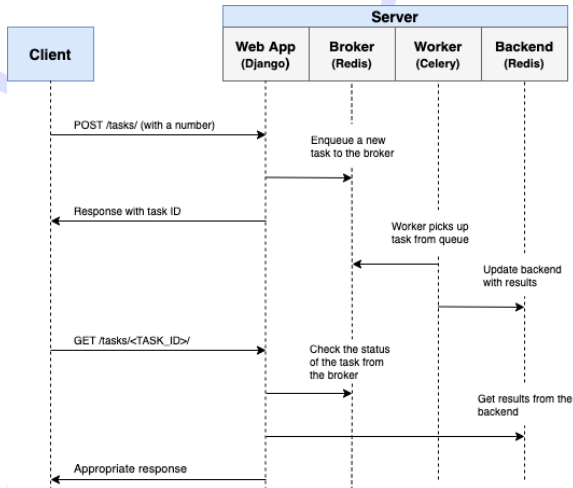 Server
Client
Web App
(Django)
Broker
(Redis)
Worker
(Celery)
Backend
(Redis)
POST /tasks/ (with a number)
Enqueue a new
task to the broker
Response with task ID
Worker picks up
task from queue
Update backend
with results
GET /tasks/<TASK_ID>/
Check the status
of the task from
the broker
Get results from the
backend
Appropriate response